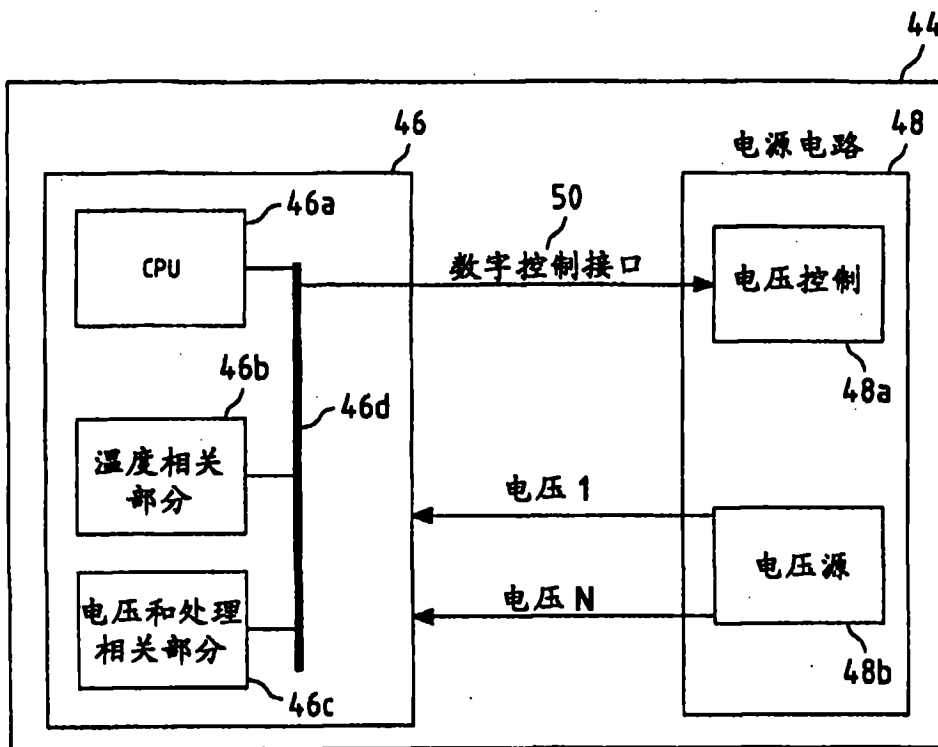 44
46
电源电路
48
46a
CPU
50
数字控制接口
电压控制
48a
46b
46d
温度相关
部分
电压 1
电压源
电压和处理
相关部分
电压 N
48b
46c